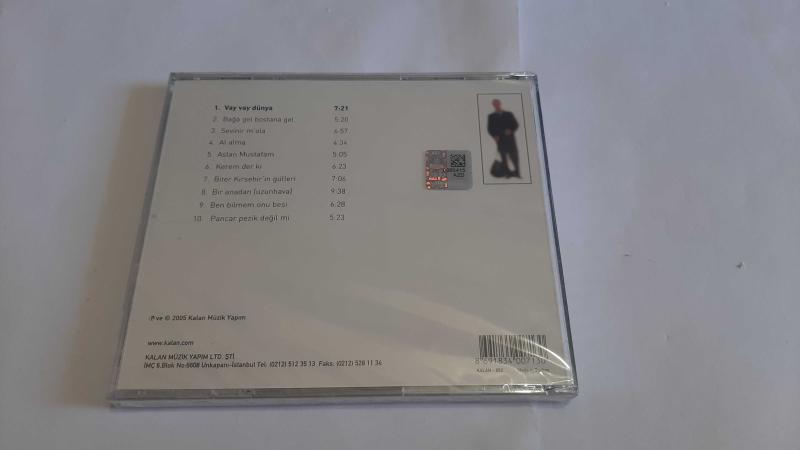 1. Vay vay dünya 7:21
2. Bağa gel bostana gel 5:20
3. Sevinir m'ola 6:57
4. Al alma 4:34
5. Aslan Mustafam 5:05
6. Kerem der ki 6:23
7. Biter Kırşehir'in gülleri 7:06
8. Bir anadan (uzunhava) 9:38
9. Ben bilmem onu besi 6:28
10. Pancar pezik değil mi 5:23
℗ ve © 2005 Kalan Müzik Yapım
www.kalan.com
KALAN MÜZİK YAPIM LTD. ŞTİ
İMÇ 6.Blok No:6608 Unkapanı-İstanbul Tel: (0212) 512 35 13 Faks: (0212) 528 11 34
8 691834 007130